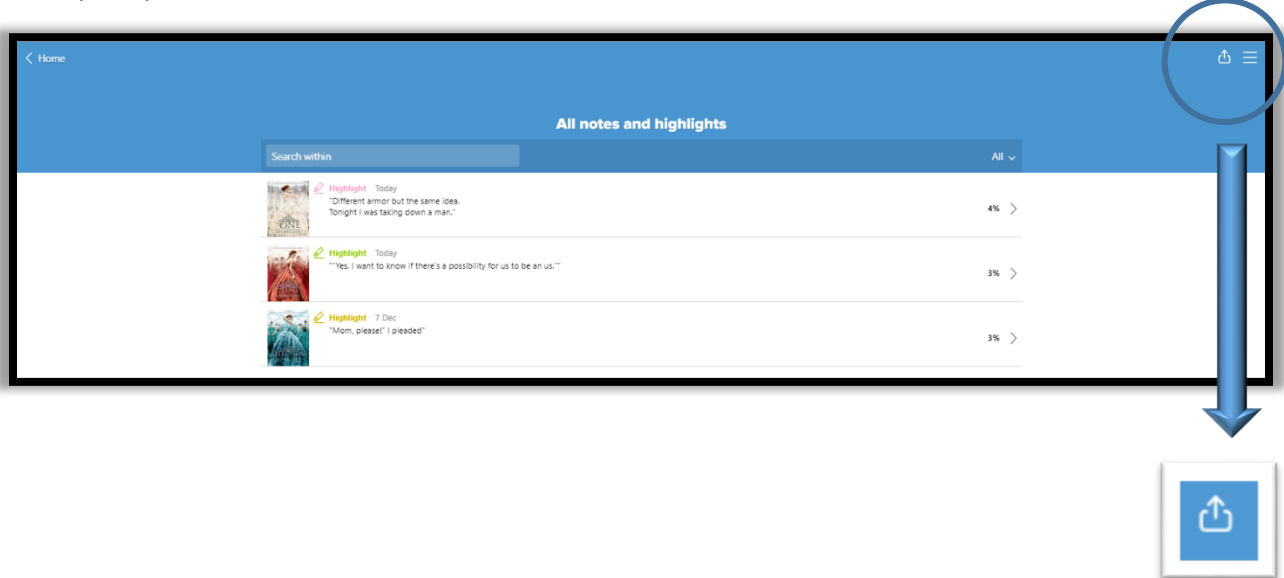 Home
All notes and highlights
Search within
All
Highlight Today
"Different armor but the same idea.
Tonight I was taking down a man."
4%
ONE
Highlight Today
""Yes. I want to know if there's a possibility for us to be an us.""
3%
Highlight 7 Dec
"Mom, please!" I pleaded"
3%